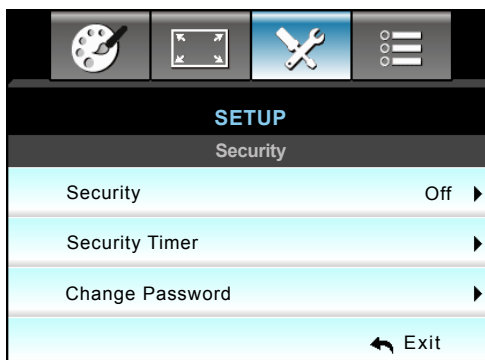 SETUP
Security
Security Off
Security Timer
Change Password
Exit